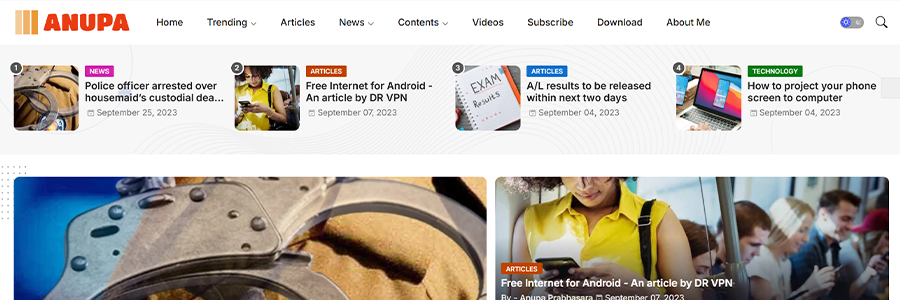 ANUPA
Home
Trending
Articles
News
Contents
Videos
Subscribe
Download
About Me
1
NEWS
Police officer arrested over
housemaid's custodial dea...
September 25, 2023
2
ARTICLES
Free Internet for Android -
An article by DR VPN
September 07, 2023
3
EXAM
Results
ARTICLES
A/L results to be released
within next two days
September 04, 2023
4
TECHNOLOGY
How to project your phone
screen to computer
September 04, 2023
ARTICLES
Free Internet for Android - An article by DR VPN
By - Anupa Prabhasara September 07, 2023